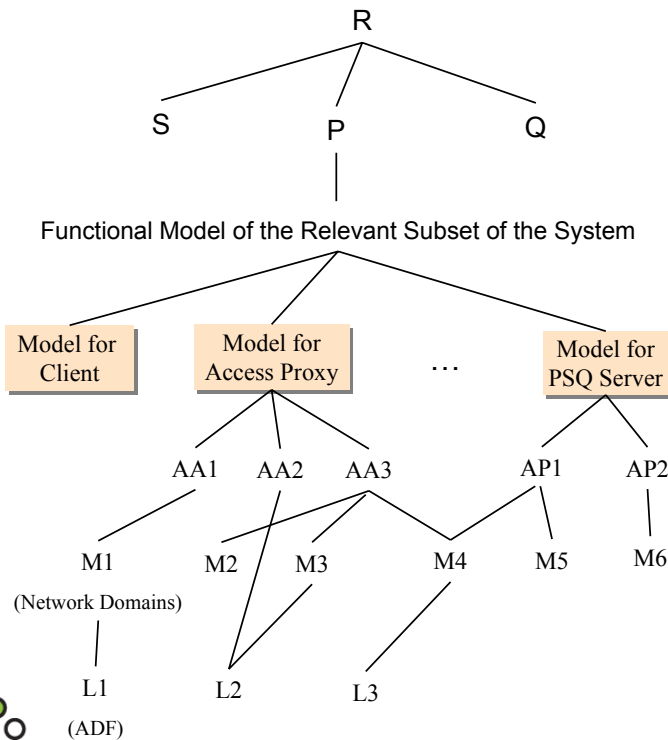 R
S P Q
Functional Model of the Relevant Subset of the System
Model for
Client
Model for
Access Proxy
...
Model for
PSQ Server
AA1 AA2 AA3 AP1 AP2
M1 M2 M3 M4 M5 M6
(Network Domains)
L1 L2 L3
(ADF)